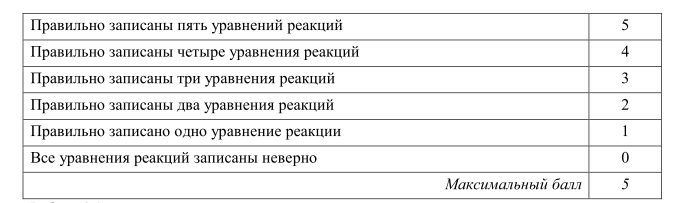 Правильно записаны пять уравнений реакций 5
Правильно записаны четыре уравнения реакций 4
Правильно записаны три уравнения реакций 3
Правильно записаны два уравнения реакций 2
Правильно записано одно уравнение реакции 1
Все уравнения реакций записаны неверно 0
Максимальный балл 5